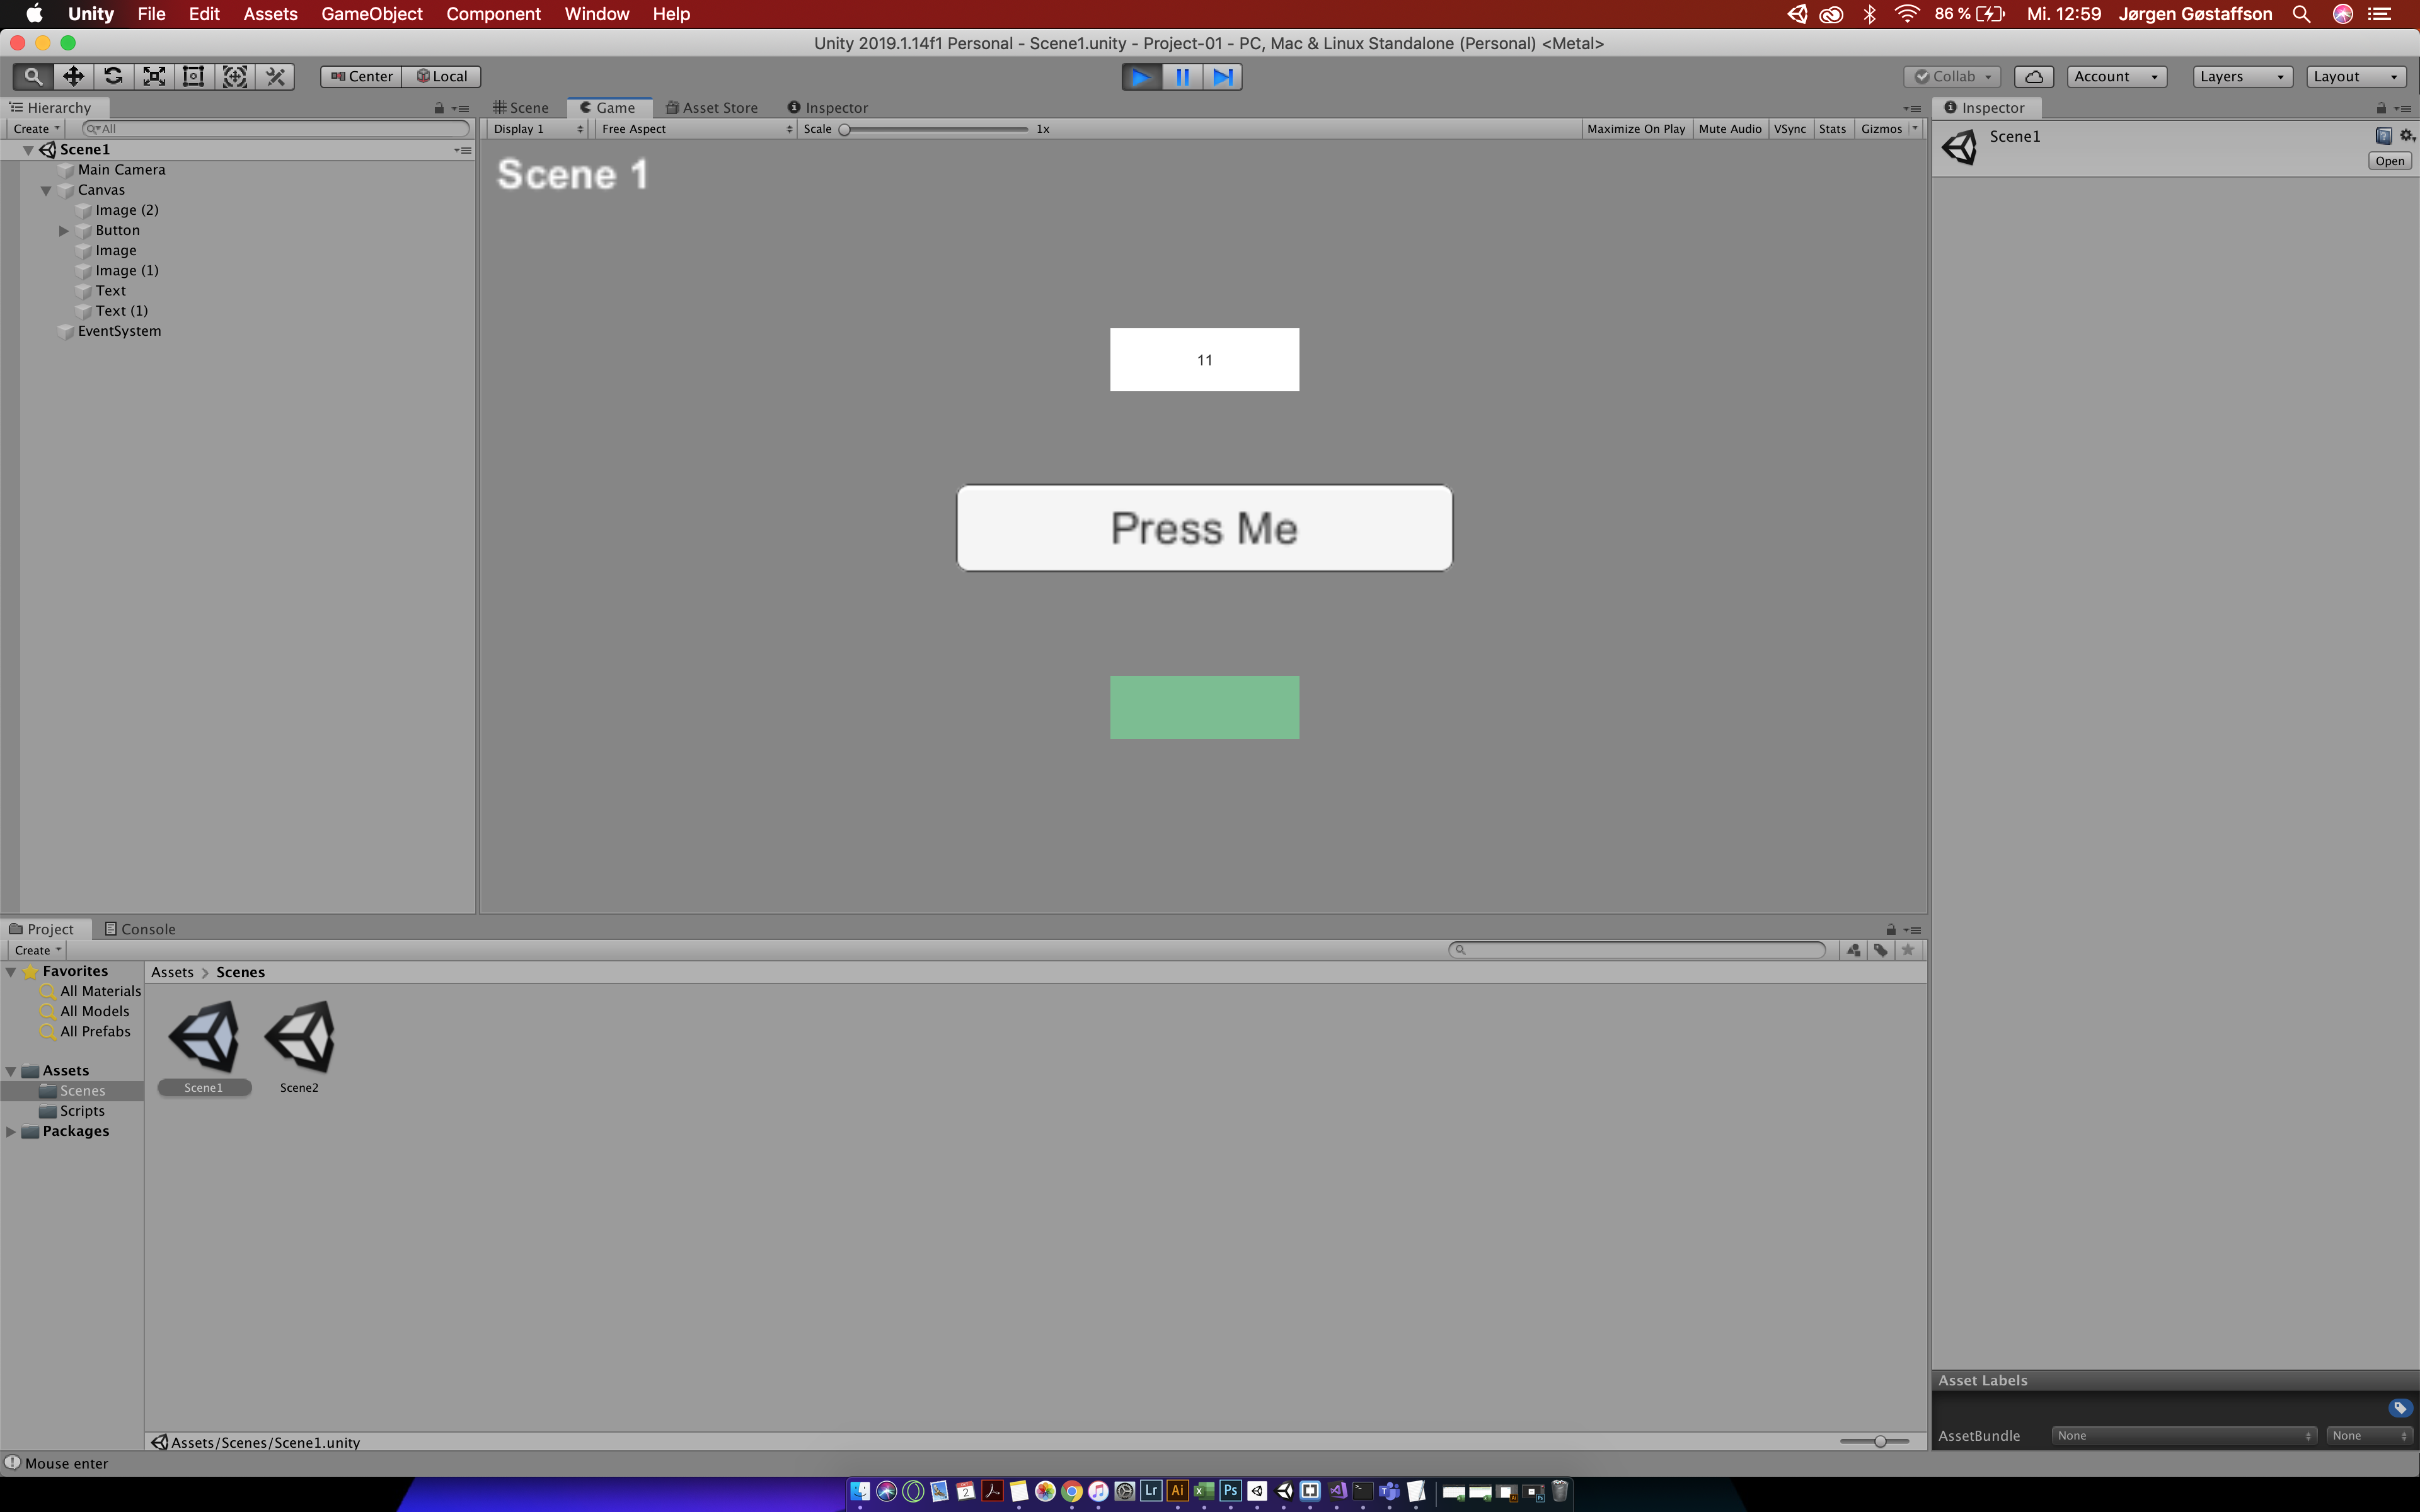 Unity File Edit Assets GameObject Component Window Help 86 % Mi. 12:59 Jørgen Gøstaffson
Unity 2019.1.14f1 Personal - Scene1.unity - Project-01 - PC, Mac & Linux Standalone (Personal) <Metal>
Center Local Collab Account Layers Layout
Hierarchy Scene Game Asset Store Inspector Inspector
Create All Display 1 Free Aspect Scale 1x Maximize On Play Mute Audio VSync Stats Gizmos
Scene1
Scene1
Open
Main Camera
Canvas
Image (2)
Button
Image
Image (1)
Text
Text (1)
EventSystem
Scene 1
11
Press Me
Project Console
Create
Favorites
All Materials
All Models
All Prefabs
Assets
Scenes
Scripts
Packages
Assets > Scenes
Scene1 Scene2
Assets/Scenes/Scene1.unity
Asset Labels
AssetBundle None None
Mouse enter
2 Lr Ai Ps